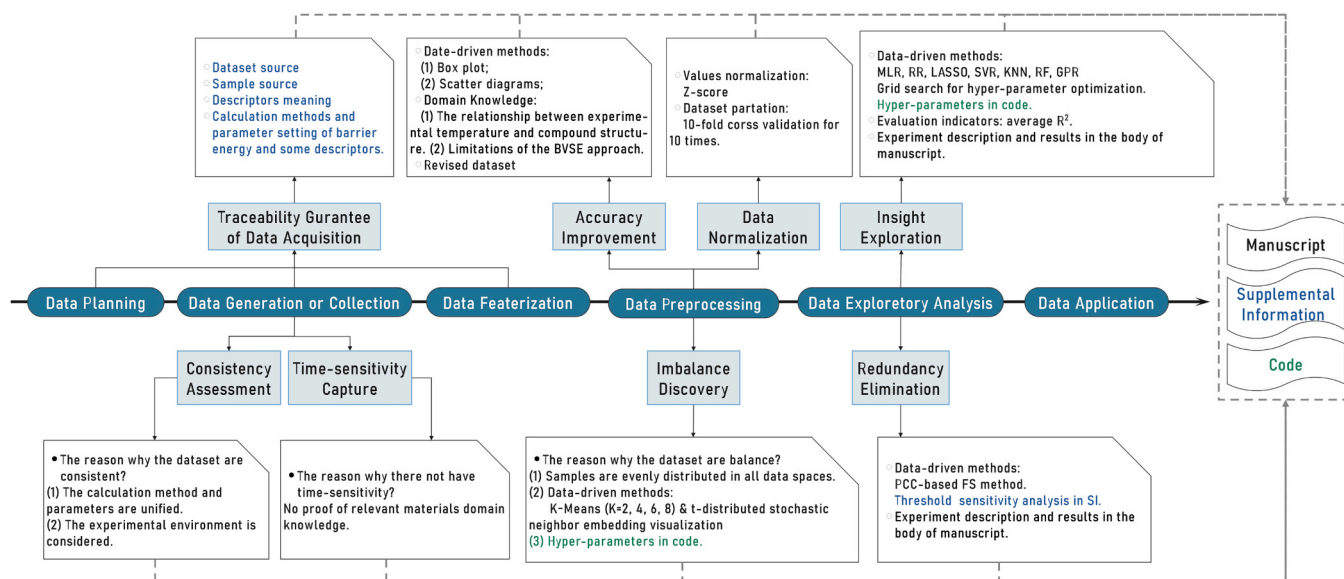 Dataset source
Sample source
Descriptors meaning
Calculation methods and
parameter setting of barrier
energy and some descriptors.
Date-driven methods:
(1) Box plot;
(2) Scatter diagrams;
Domain Knowledge:
(1) The relationship between experi-
mental temperature and compound structu-
re. (2) Limitations of the BVSE approach.
Revised dataset
Values normalization:
Z-score
Dataset partation:
10-fold corss validation for
10 times.
Data-driven methods:
MLR, RR, LASSO, SVR, KNN, RF, GPR
Grid search for hyper-parameter optimization.
Hyper-parameters in code.
Evaluation indicators: average R².
Experiment description and results in the body of
manuscript.
Traceability Gurantee
of Data Acquisition
Accuracy
Improvement
Data
Normalization
Insight
Exploration
Data Planning
Data Generation or Collection
Data Featerization
Data Preprocessing
Data Exploretory Analysis
Data Application
Manuscript
Supplemental
Information
Code
Consistency
Assessment
Time-sensitivity
Capture
Imbalance
Discovery
Redundancy
Elimination
• The reason why the dataset are
consistent?
(1) The calculation method and
parameters are unified.
(2) The experimental environment is
considered.
• The reason why there not have
time-sensitivity?
No proof of relevant materials domain
knowledge.
• The reason why the dataset are balance?
(1) Samples are evenly distributed in all data spaces.
(2) Data-driven methods:
K-Means (K=2, 4, 6, 8) & t-distributed stochastic
neighbor embedding visualization
(3) Hyper-parameters in code.
Data-driven methods:
PCC-based FS method.
Threshold sensitivity analysis in SI.
Experiment description and results in the
body of manuscript.